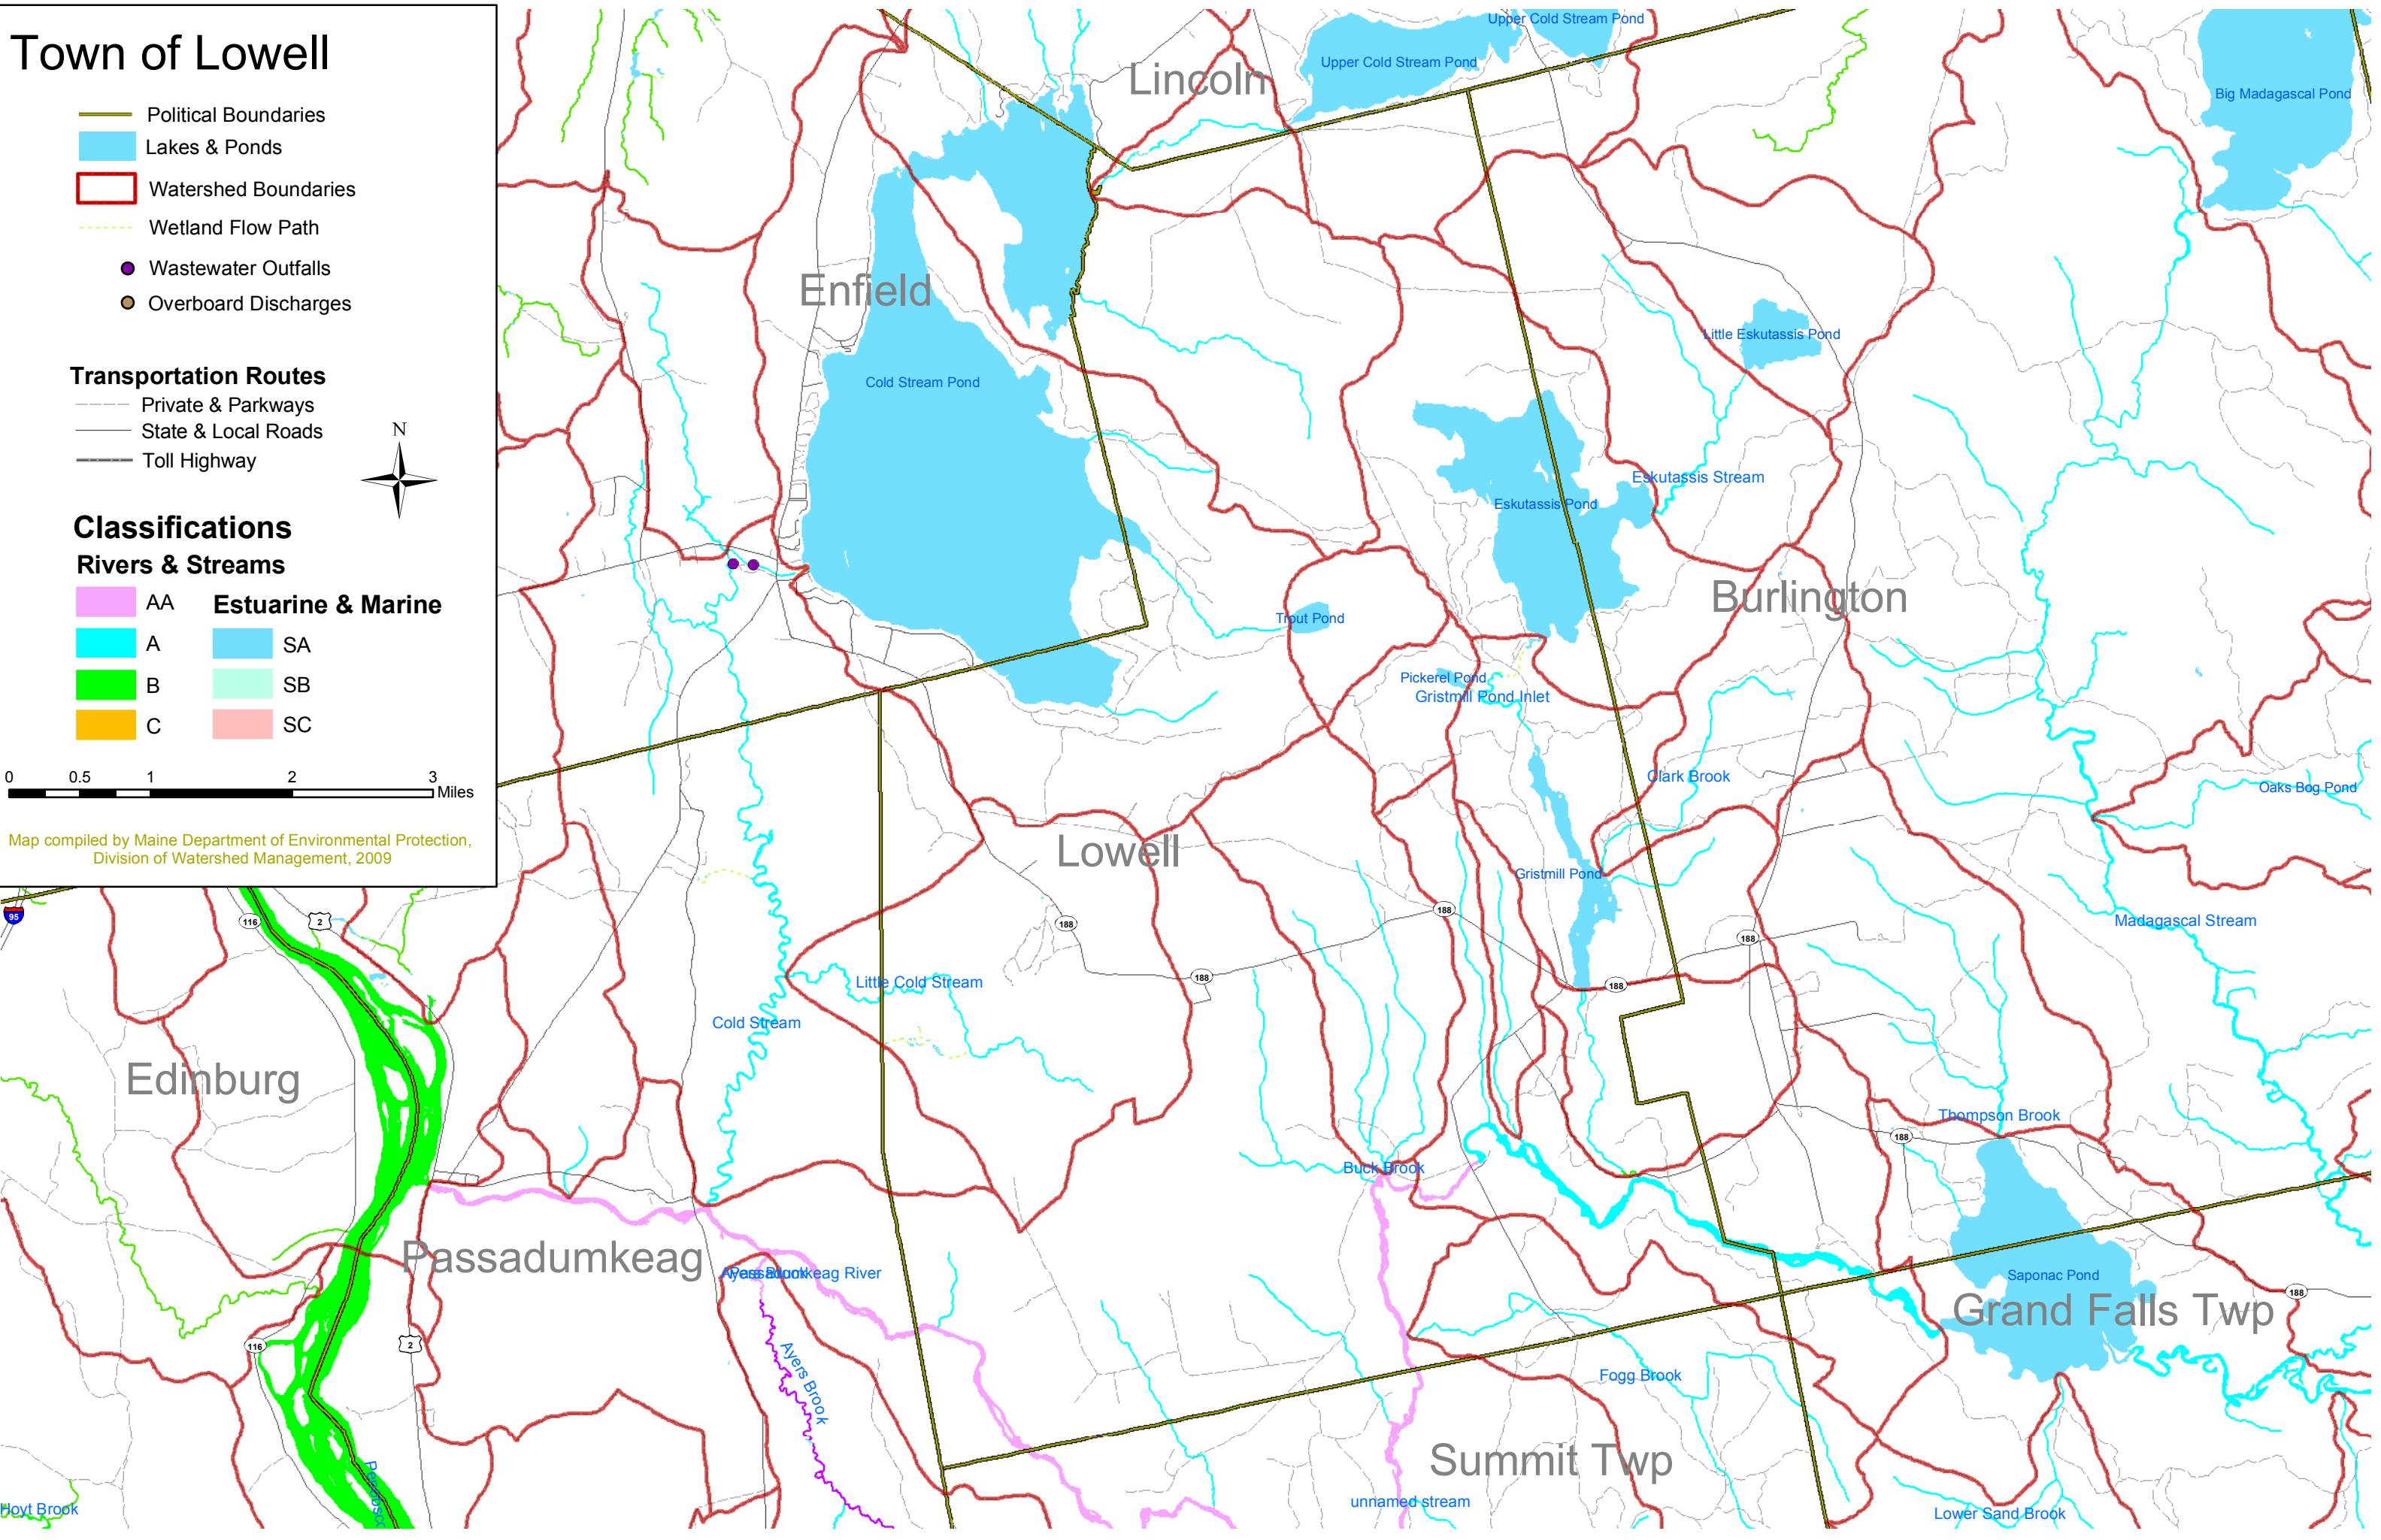 Town of Lowell
Political Boundaries
Lakes & Ponds
Watershed Boundaries
Wetland Flow Path
Wastewater Outfalls
Overboard Discharges
Transportation Routes
Private & Parkways
State & Local Roads
Toll Highway
N
Classifications
Rivers & Streams
AA
Estuarine & Marine
A
SA
B
SB
C
SC
0 0.5 1 2 3
Miles
Map compiled by Maine Department of Environmental Protection,
Division of Watershed Management, 2009
Upper Cold Stream Pond
Upper Cold Stream Pond
Lincoln
Big Madagascal Pond
Enfield
Little Eskutassis Pond
Cold Stream Pond
Eskutassis Stream
Eskutassis Pond
Burlington
Trout Pond
Pickerel Pond
Gristmill Pond Inlet
Clark Brook
Oaks Bog Pond
Lowell
Gristmill Pond
95
116
2
188
188
188
188
188
Madagascal Stream
Little Cold Stream
Cold Stream
Edinburg
Thompson Brook
188
Buck Brook
Passadumkeag
Ayers Brook
Passadumkeag River
Saponac Pond
188
Grand Falls Twp
116
2
Ayers Brook
Fogg Brook
Summit Twp
unnamed stream
Hoyt Brook
Lower Sand Brook